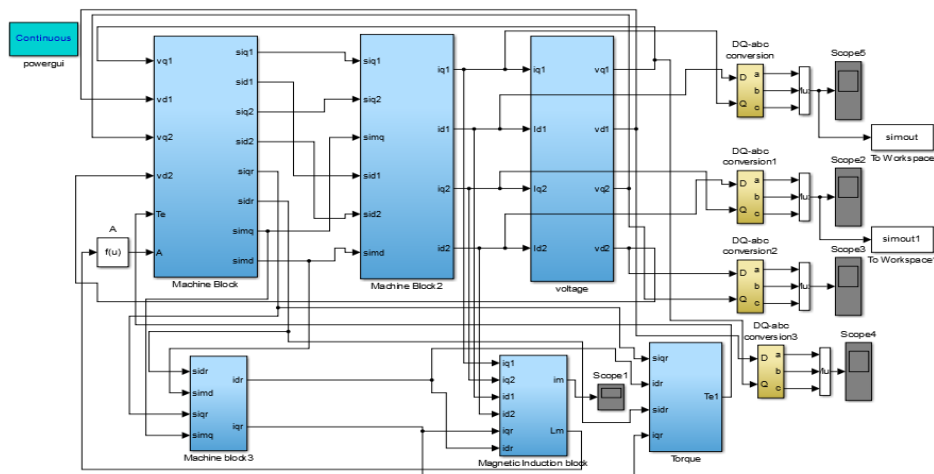 Continuous
powergui
vq1
vd1
vq2
vd2
Te
A
siq1
sid1
siq2
sid2
siqr
sidr
simq
simd
Machine Block
A
f(u)
siq1
siq2
simq
sid1
sid2
simd
iq1
id1
iq2
id2
Machine Block2
iq1
Id1
Iq2
Id2
vq1
vd1
vq2
vd2
voltage
DQ-abc
conversion
D
Q
a
b
c
Scope5
simout
To Workspace
DQ-abc
conversion1
D
Q
a
b
c
Scope2
simout1
To Workspace1
DQ-abc
conversion2
D
Q
a
b
c
Scope3
DQ-abc
conversion3
D
Q
a
b
c
Scope4
sidr
simd
siqr
simq
idr
iqr
Machine block3
iq1
iq2
id1
id2
iqr
idr
im
Lm
Magnetic Induction block
Scope1
siqr
idr
sidr
iqr
Te1
Torque